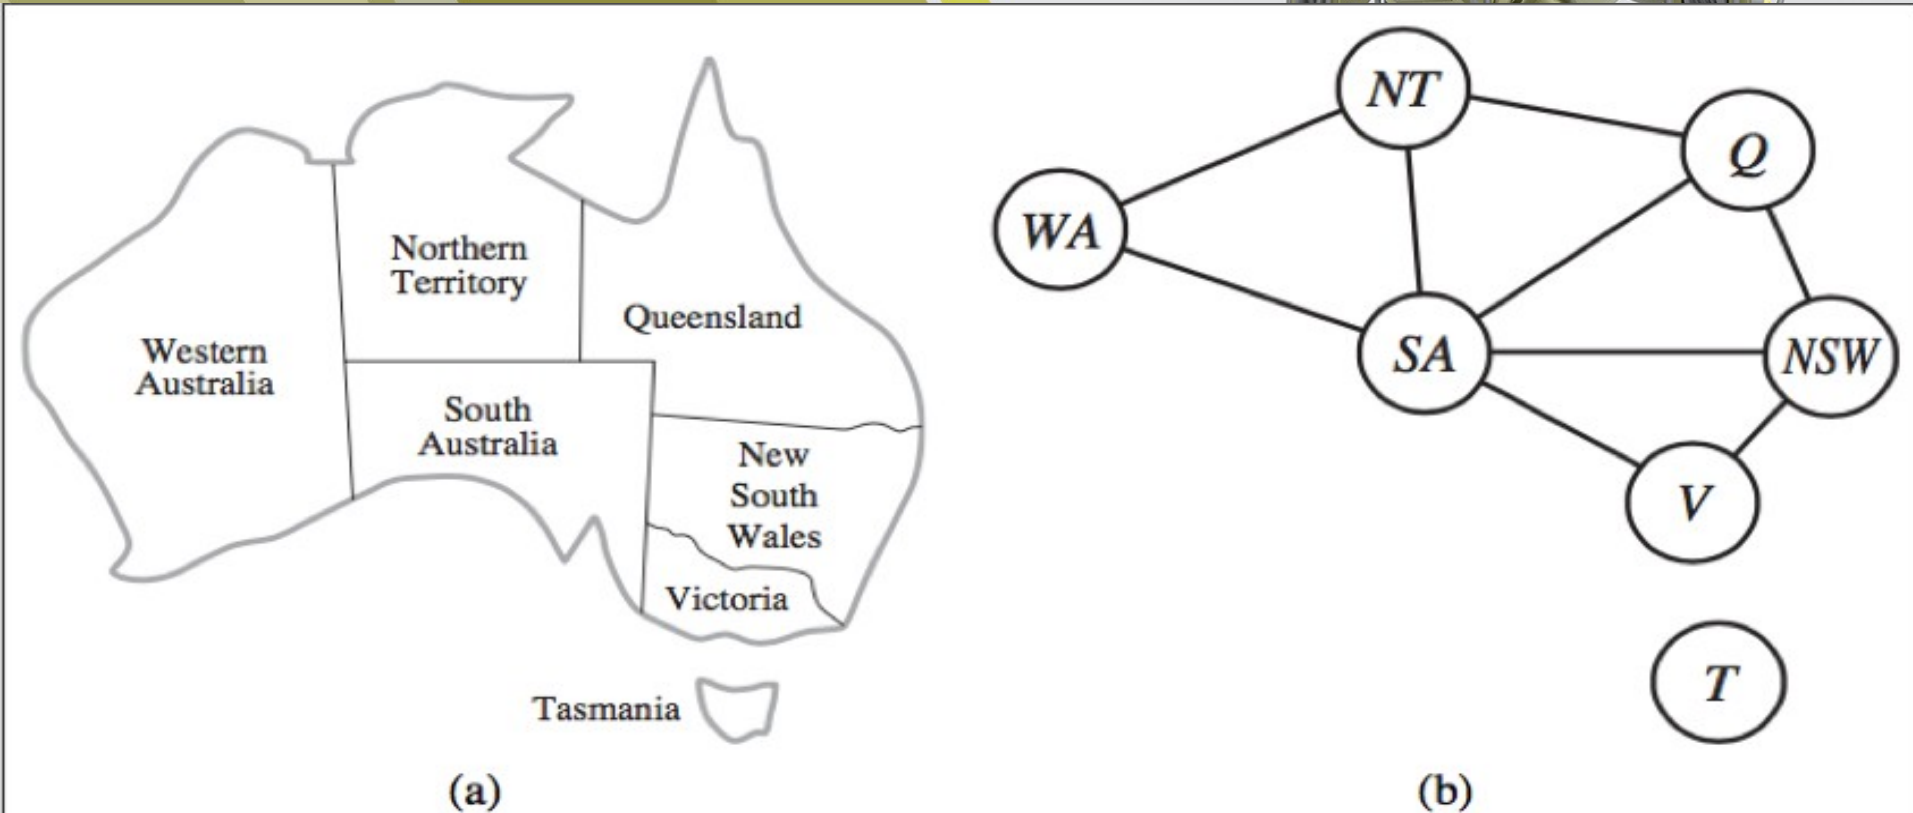 Northern
Territory
Western
Australia
Queensland
South
Australia
New
South
Wales
Victoria
Tasmania
(a)
NT
Q
WA
SA
NSW
V
T
(b)